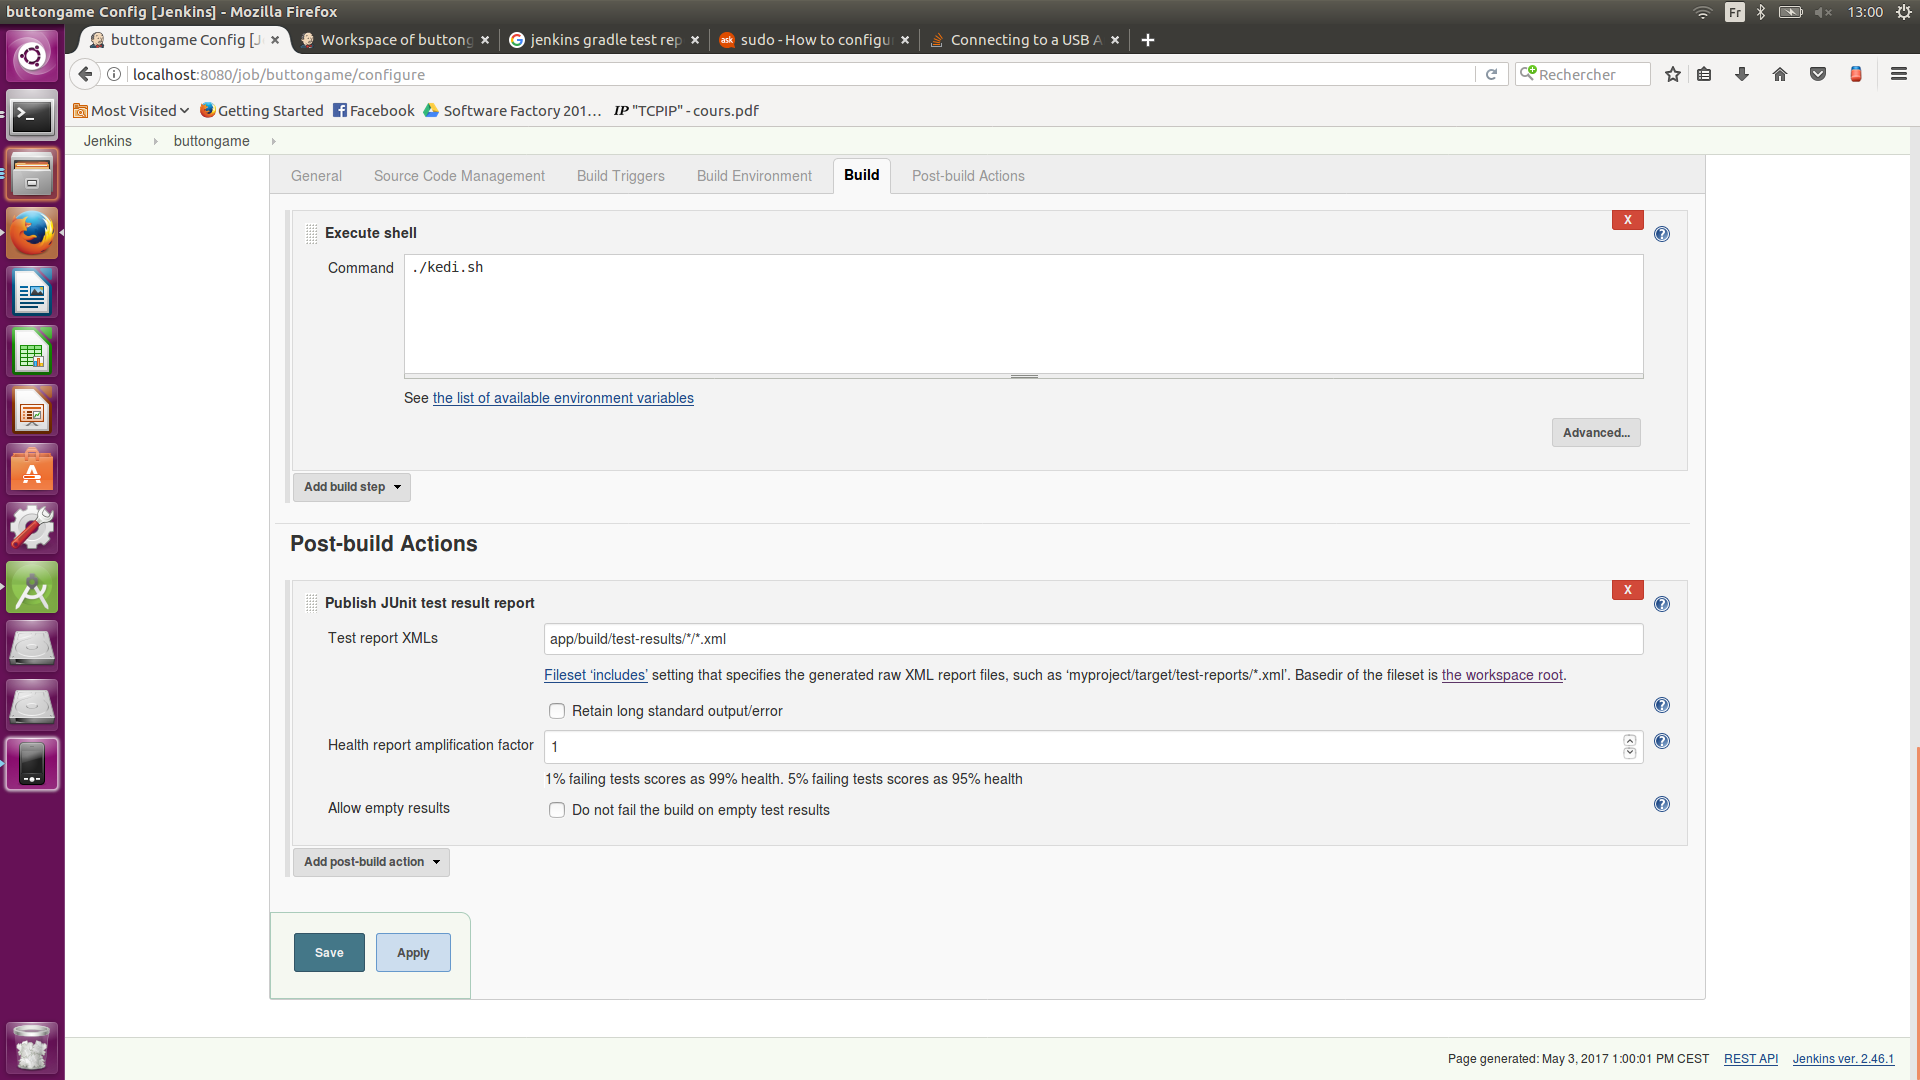 buttongame Config [Jenkins] - Mozilla Firefox
Fr
13:00
buttongame Config [J
Workspace of buttong
jenkins gradle test rep
sudo - How to configu
Connecting to a USB A
localhost:8080/job/buttongame/configure
Rechercher
Most Visited
Getting Started
Facebook
Software Factory 201…
IP "TCPIP" - cours.pdf
Jenkins
buttongame
General
Source Code Management
Build Triggers
Build Environment
Build
Post-build Actions
Execute shell
X
Command
./kedi.sh
See the list of available environment variables
Advanced...
Add build step
Post-build Actions
Publish JUnit test result report
X
Test report XMLs
app/build/test-results/*/*.xml
Fileset ‘includes’ setting that specifies the generated raw XML report files, such as ‘myproject/target/test-reports/*.xml’. Basedir of the fileset is the workspace root.
Retain long standard output/error
Health report amplification factor
1
1% failing tests scores as 99% health. 5% failing tests scores as 95% health
Allow empty results
Do not fail the build on empty test results
Add post-build action
Save
Apply
Page generated: May 3, 2017 1:00:01 PM CEST
REST API
Jenkins ver. 2.46.1